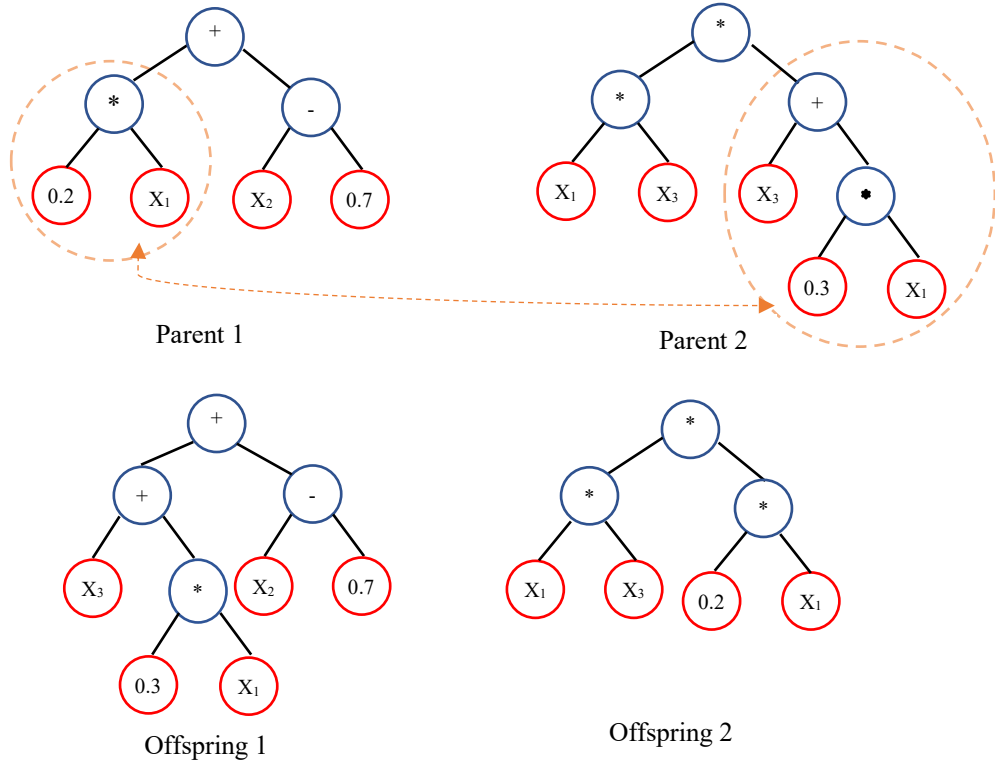 +
*
*
-
*
+
0.2
X₁
X₂
0.7
X₁
X₃
X₃
*
0.3
X₁
Parent 1
Parent 2
+
*
+
-
*
*
X₃
*
X₂
0.7
X₁
X₃
0.2
X₁
0.3
X₁
Offspring 1
Offspring 2